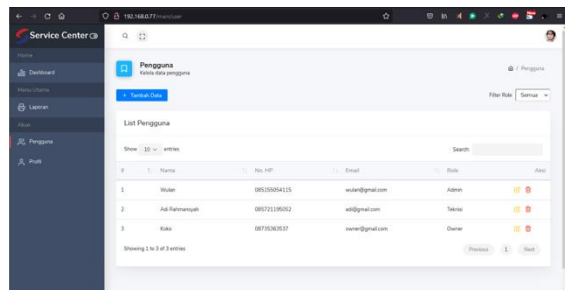 192.168.0.77/main/user
Service Center
Home
Dashboard
Menu Utama
Laporan
Akun
Pengguna
Profil
Pengguna
Kelola data pengguna
/ Pengguna
+ Tambah Data
Filter Role Semua
List Pengguna
Show 10 entries
Search:
# Nama No. HP Email Role Aksi
1 Wulan 085155054115 wulan@gmail.com Admin
2 Adi Rahmansyah 085721195052 adi@gmail.com Teknisi
3 Koko 08735363537 owner@gmail.com Owner
Showing 1 to 3 of 3 entries
Previous 1 Next